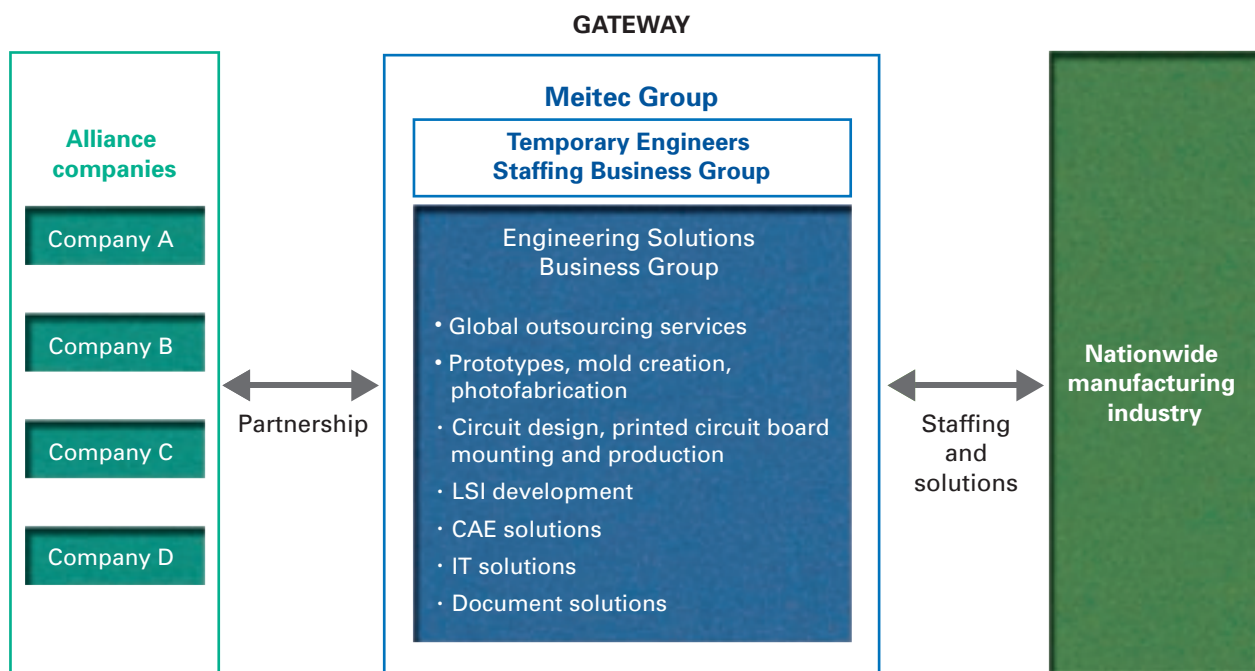 GATEWAY
Alliance
companies
Company A
Company B
Company C
Company D
Partnership
Meitec Group
Temporary Engineers
Staffing Business Group
Engineering Solutions
Business Group
• Global outsourcing services
• Prototypes, mold creation,
photofabrication
· Circuit design, printed circuit board
mounting and production
· LSI development
· CAE solutions
· IT solutions
· Document solutions
Staffing
and
solutions
Nationwide
manufacturing
industry